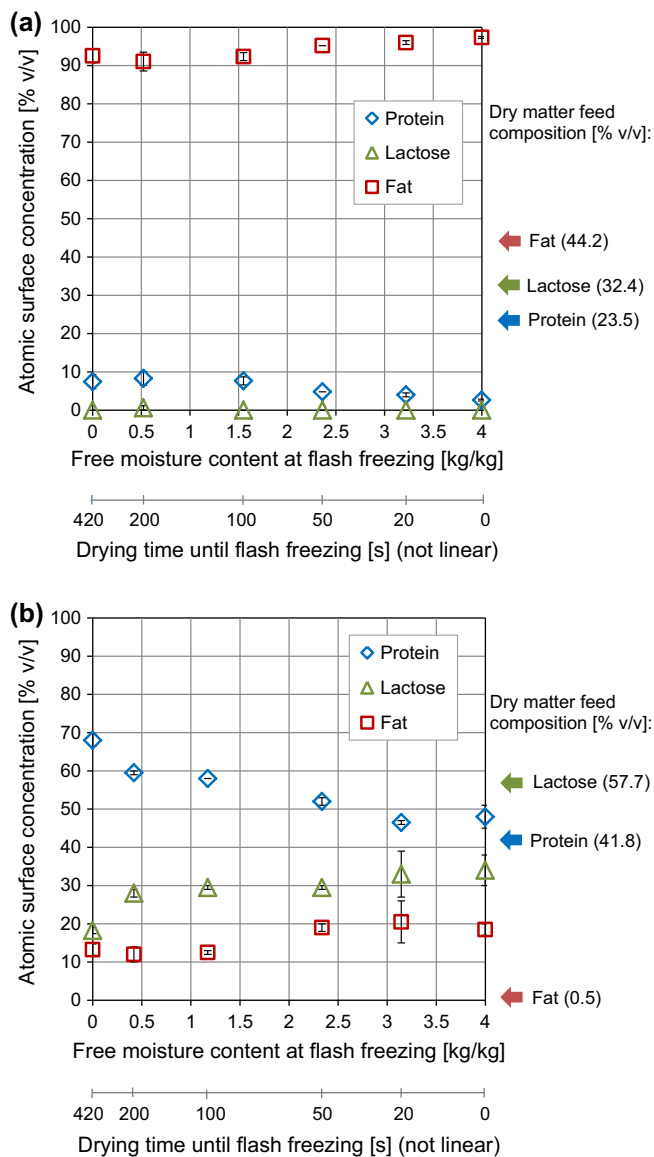 (a)
Atomic surface concentration [% v/v]
100
90
80
70
60
50
40
30
20
10
0
Protein
Lactose
Fat
Dry matter feed
composition [% v/v]:
Fat (44.2)
Lactose (32.4)
Protein (23.5)
0 0.5 1 1.5 2 2.5 3 3.5 4
Free moisture content at flash freezing [kg/kg]
420 200 100 50 20 0
Drying time until flash freezing [s] (not linear)
(b)
Atomic surface concentration [% v/v]
100
90
80
70
60
50
40
30
20
10
0
Protein
Lactose
Fat
Dry matter feed
composition [% v/v]:
Lactose (57.7)
Protein (41.8)
Fat (0.5)
0 0.5 1 1.5 2 2.5 3 3.5 4
Free moisture content at flash freezing [kg/kg]
420 200 100 50 20 0
Drying time until flash freezing [s] (not linear)